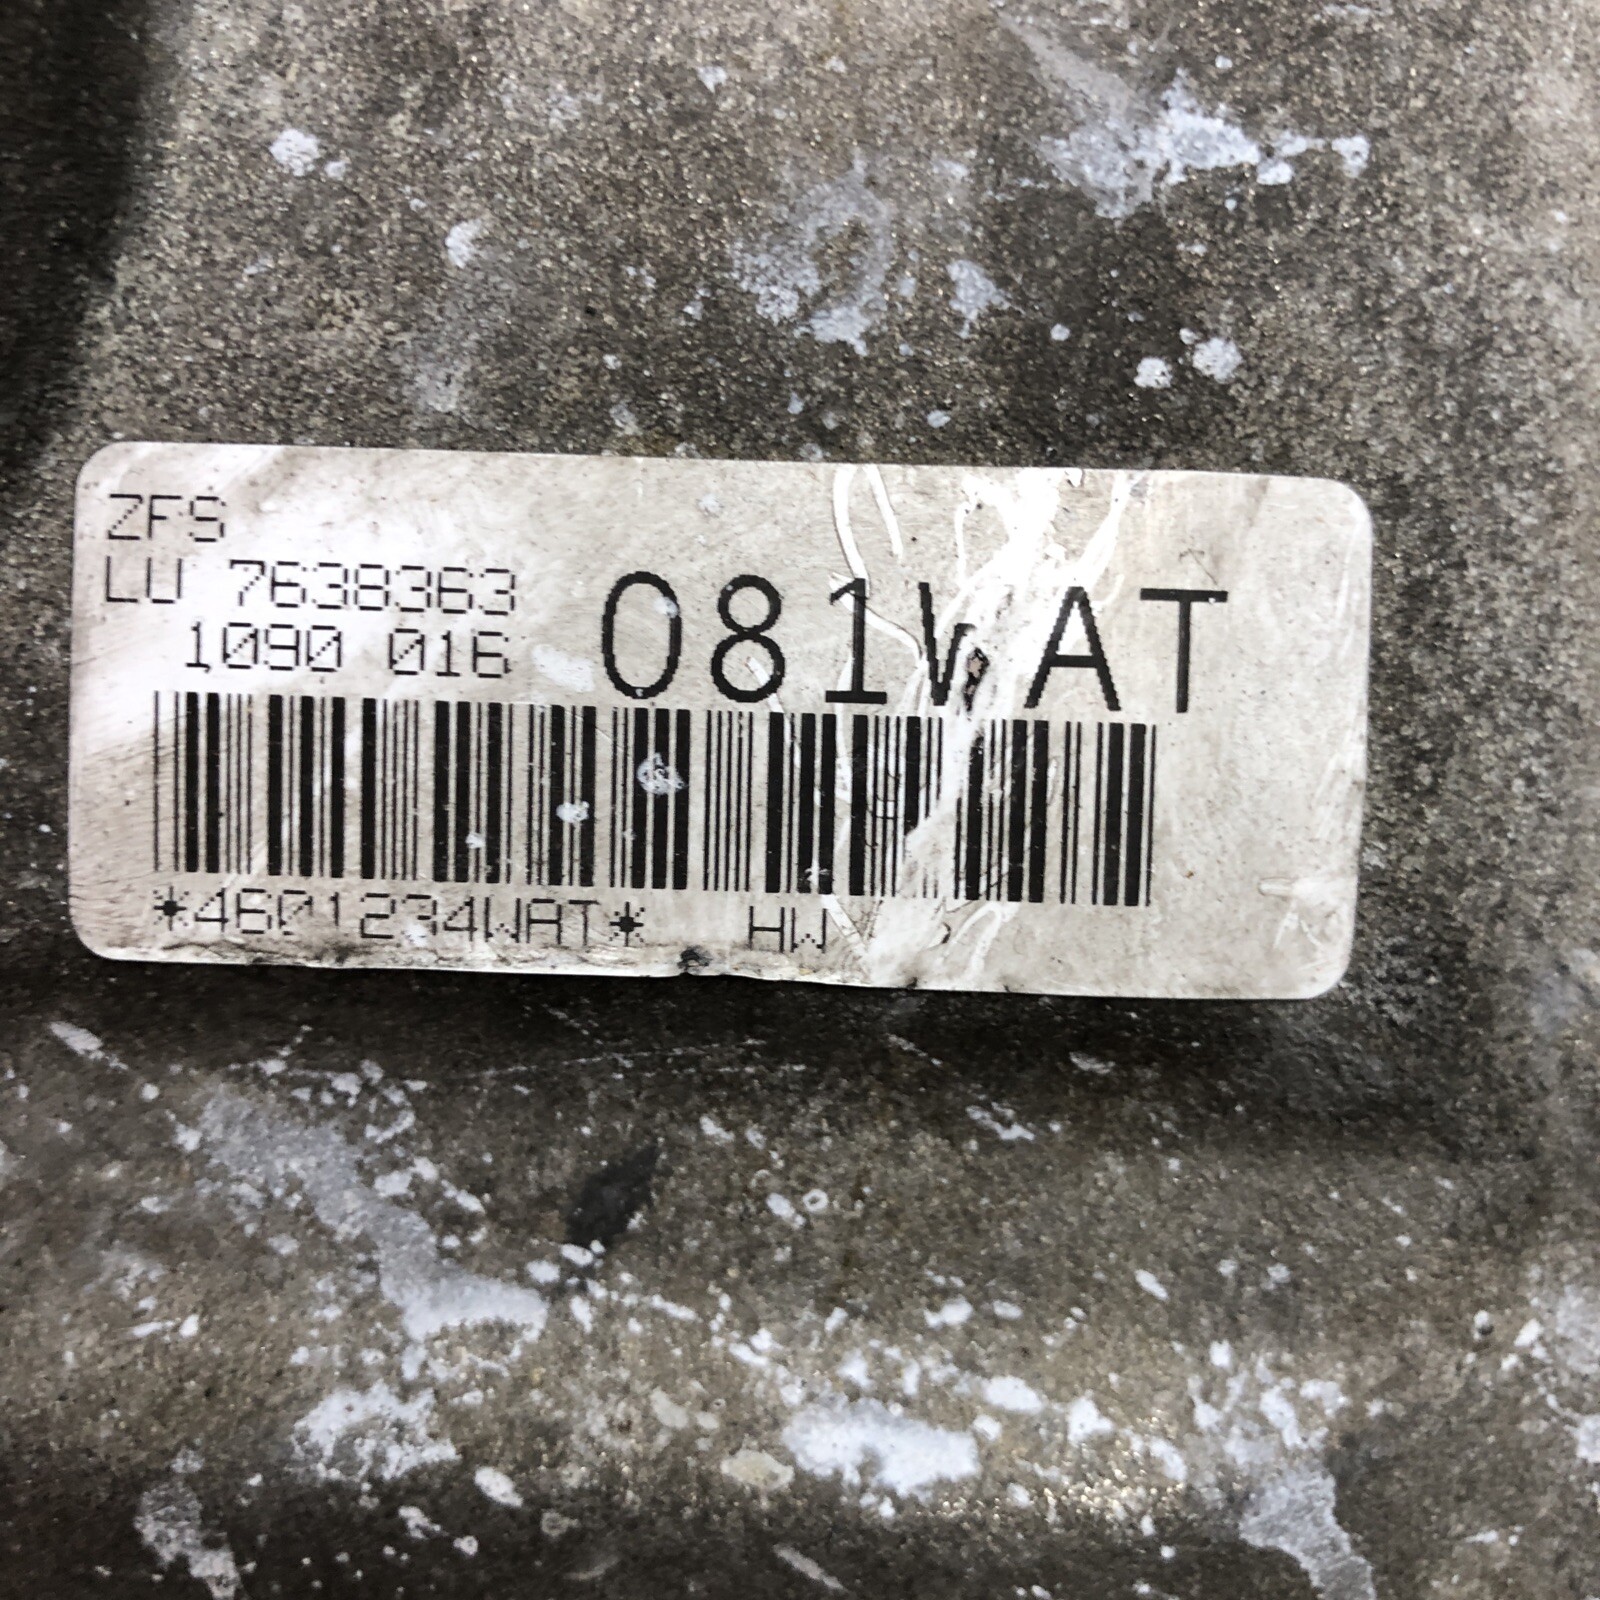 ZFS
LU 7638363
1090 016 081WAT
*4601234WAT* HW